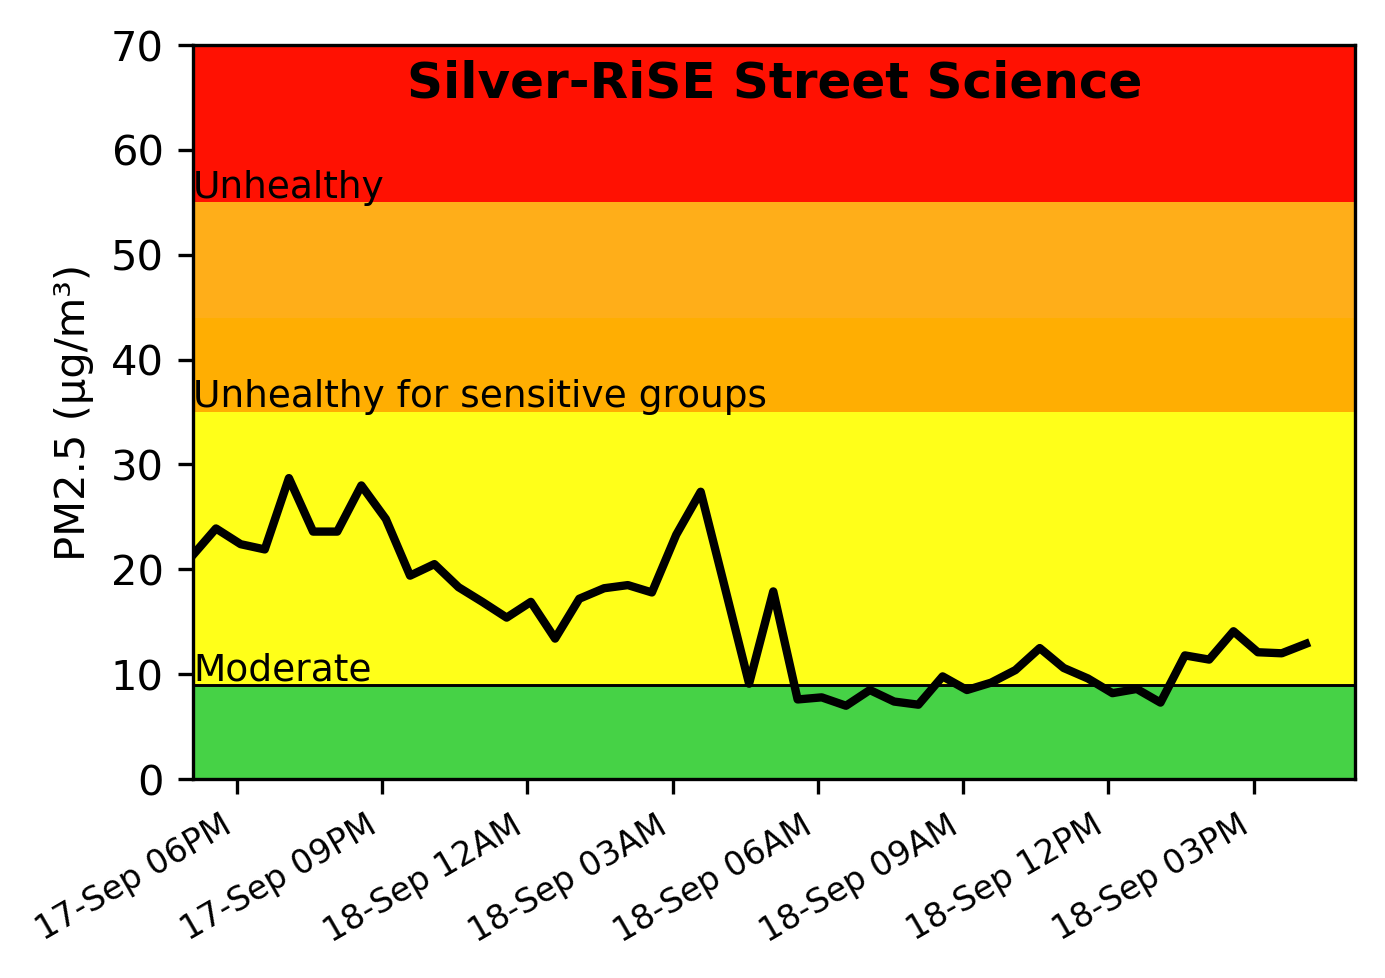 Silver-RiSE Street Science
PM2.5 (µg/m³)
70
60
50
40
30
20
10
0
Unhealthy
Unhealthy for sensitive groups
Moderate
17-Sep 06PM
17-Sep 09PM
18-Sep 12AM
18-Sep 03AM
18-Sep 06AM
18-Sep 09AM
18-Sep 12PM
18-Sep 03PM